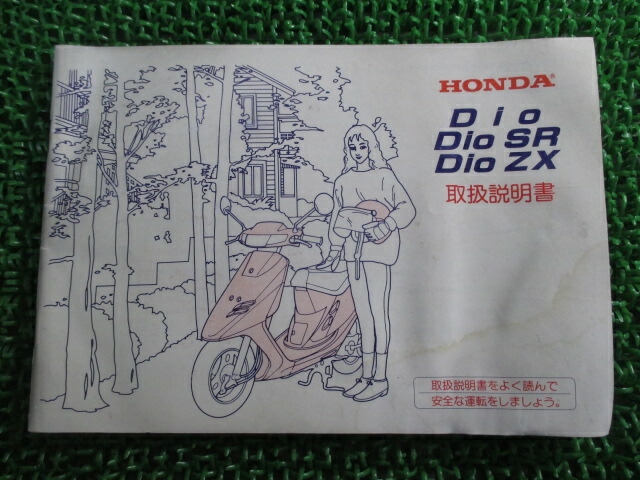 HONDA
Dio
Dio SR
Dio ZX
取扱説明書
取扱説明書をよく読んで
安全な運転をしましょう。